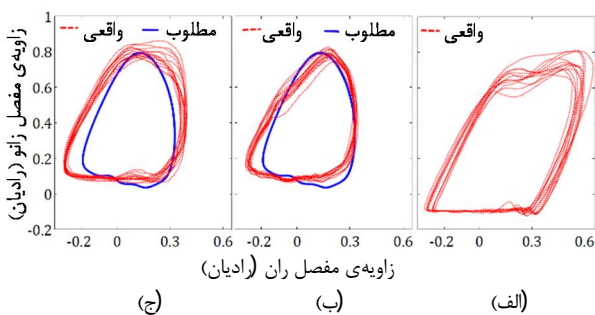 واقعی
مطلوب
واقعی
مطلوب
واقعی
زاویه‌ی مفصل زانو (رادیان)
1
0.8
0.6
0.4
0.2
0
-0.2
-0.2 0 0.3 0.6
-0.2 0 0.3 0.6
-0.2 0 0.3 0.6
زاویه‌ی مفصل ران (رادیان)
(الف)
(ب)
(ج)